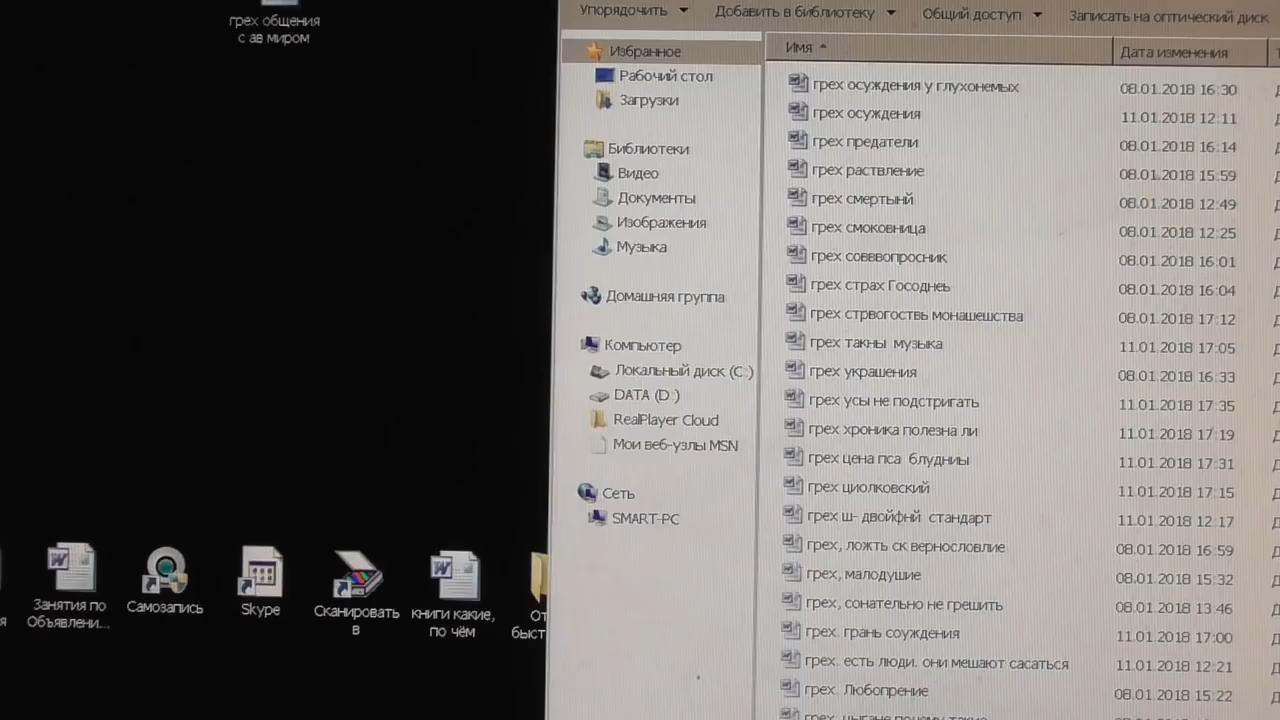 грех общения
с ав миром
Упорядочить
Добавить в библиотеку
Общий доступ
Записать на оптический диск
Избранное
Рабочий стол
Загрузки
Библиотеки
Видео
Документы
Изображения
Музыка
Домашняя группа
Компьютер
Локальный диск (C:)
DATA (D:)
RealPlayer Cloud
Мои веб-узлы MSN
Сеть
SMART-PC
Имя Дата изменения
грех осуждения у глухонемых 08.01.2018 16:30
грех осуждения 11.01.2018 12:11
грех предатели 08.01.2018 16:14
грех раствление 08.01.2018 15:59
грех смертынй 08.01.2018 12:49
грех смоковница 08.01.2018 12:25
грех совввопросник 08.01.2018 16:01
грех страх Госоднеь 08.01.2018 16:04
грех стрвогоствь монашешства 08.01.2018 17:12
грех такны музыка 11.01.2018 17:05
грех украшения 08.01.2018 16:33
грех усы не подстригать 11.01.2018 17:35
грех хроника полезна ли 11.01.2018 17:19
грех цена пса блудниы 11.01.2018 17:31
грех циолковский 11.01.2018 17:15
грех ш- двойфнй стандарт 11.01.2018 12:17
грех, ложть ск вернословлие 08.01.2018 16:59
грех, малодушие 08.01.2018 15:32
грех, сонательно не грешить 08.01.2018 13:46
грех. грань соуждения 11.01.2018 17:00
грех. есть люди. они мешают сасаться 11.01.2018 12:21
грех. Любопрение 08.01.2018 15:22
Занятия по
Объявлени...
Самозапись
Skype
Сканировать
в
книги какие,
по чём